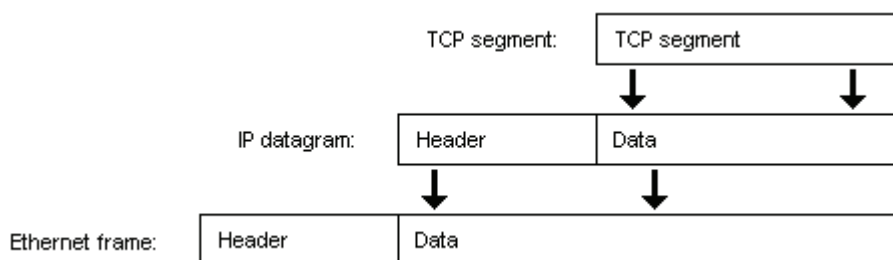 TCP segment: TCP segment
IP datagram: Header Data
Ethernet frame: Header Data